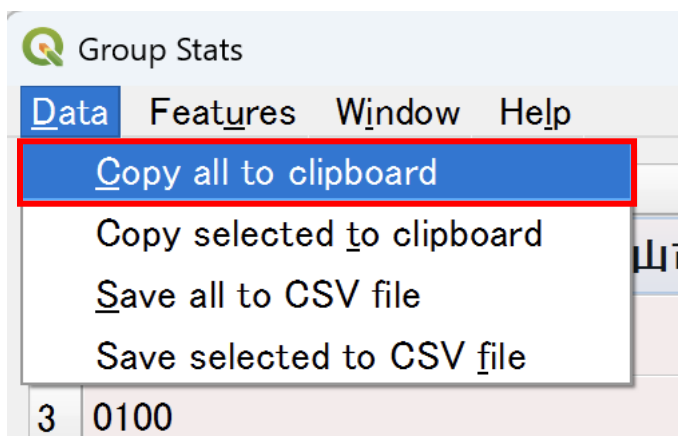 Group Stats
Data Features Window Help
Copy all to clipboard
Copy selected to clipboard
山
Save all to CSV file
Save selected to CSV file
3 0100